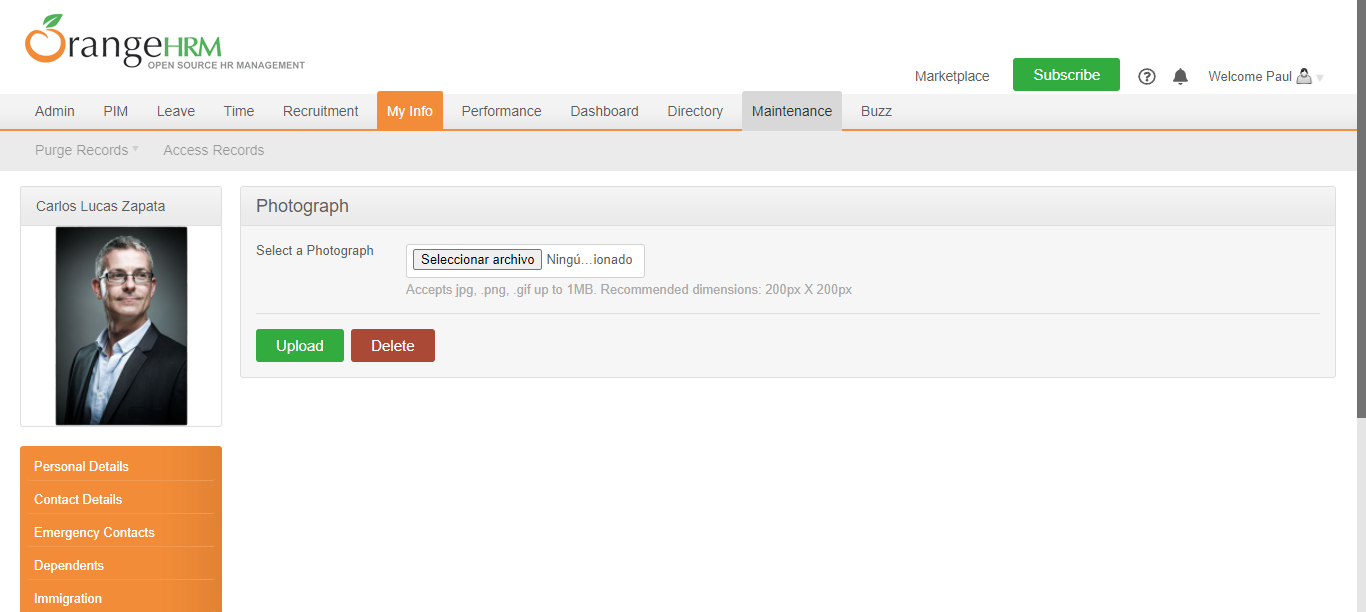 OrangeHRM
OPEN SOURCE HR MANAGEMENT
Marketplace Subscribe Welcome Paul
Admin PIM Leave Time Recruitment My Info Performance Dashboard Directory Maintenance Buzz
Purge Records Access Records
Carlos Lucas Zapata
Photograph
Select a Photograph
Seleccionar archivo Ningú...ionado
Accepts jpg, .png, .gif up to 1MB. Recommended dimensions: 200px X 200px
Upload Delete
Personal Details
Contact Details
Emergency Contacts
Dependents
Immigration